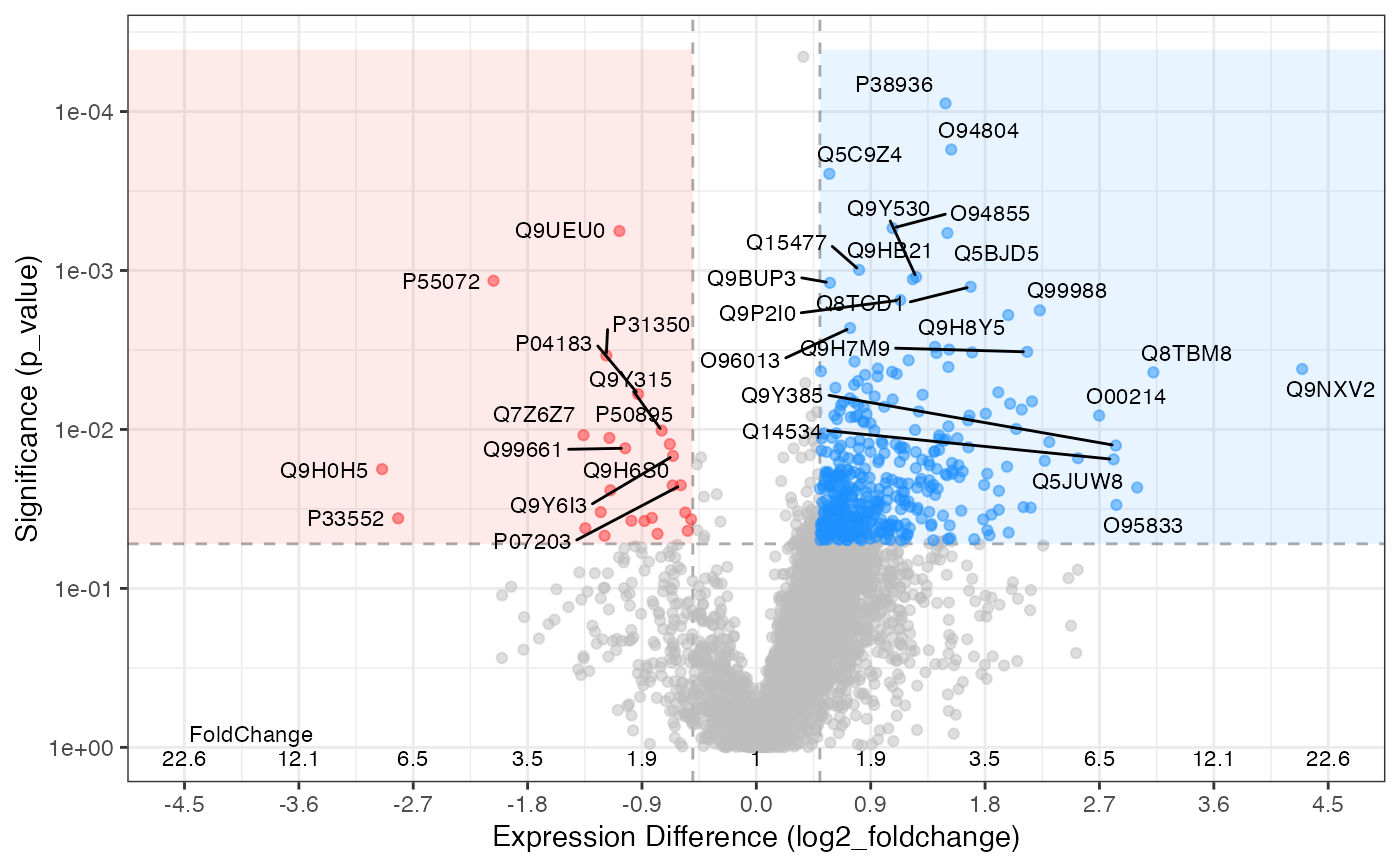 P38936
1e-04
O94804
Q5C9Z4
Q9Y530
O94855
Q9UEU0
Q15477
Q9HB21
Q5BJD5
1e-03
P55072
Q9BUP3
Q99988
Q8TCD1
Q9P2I0
P31350
Q9H8Y5
P04183
Q9H7M9
Q8TBM8
O96013
Q9Y315
Q9NXV2
Q9Y385
O00214
Q7Z6Z7
P50895
1e-02
Q14534
Q99661
Q9H0H5
Q9H6S0
Q5JUW8
Q9Y6I3
P33552
O95833
P07203
1e-01
FoldChange
1e+00
22.6 12.1 6.5 3.5 1.9 1 1.9 3.5 6.5 12.1 22.6
-4.5 -3.6 -2.7 -1.8 -0.9 0.0 0.9 1.8 2.7 3.6 4.5
Expression Difference (log2_foldchange)
Significance (p_value)